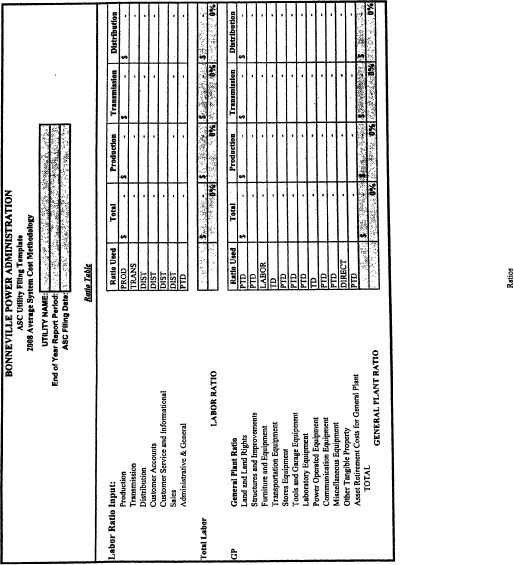 BONNEVILLE POWER ADMINISTRATION
ASC Utility Filing Template
2008 Average System Cost Methodology
UTILITY NAME:
End of Year Report Period:
ASC Filing Date:
Ratio Table
Labor Ratio Input: Ratio Used Total Production Transmission Distribution
Production PROD $ - $ - $ - $ -
Transmission TRANS - - - -
Distribution DIST - - - -
Customer Accounts DIST - - - -
Customer Service and Informational DIST - - - -
Sales DIST - - - -
Administrative & General PTD - - - -
Total Labor $ - $ - $ - $ -
LABOR RATIO 0% 0% 0% 0%
GP General Plant Ratio Ratio Used Total Production Transmission Distribution
Land and Land Rights PTD $ - $ - $ - $ -
Structures and Improvements PTD - - - -
Furniture and Equipment LABOR - - - -
Transportation Equipment TD - - - -
Stores Equipment PTD - - - -
Tools and Garage Equipment PTD - - - -
Laboratory Equipment PTD - - - -
Power Operated Equipment TD - - - -
Communication Equipment PTD - - - -
Miscellaneous Equipment PTD - - - -
Other Tangible Property DIRECT - - - -
Asset Retirement Costs for General Plant PTD - - - -
TOTAL $ - $ - $ - $ -
GENERAL PLANT RATIO 0% 0% 0% 0%
Ratios